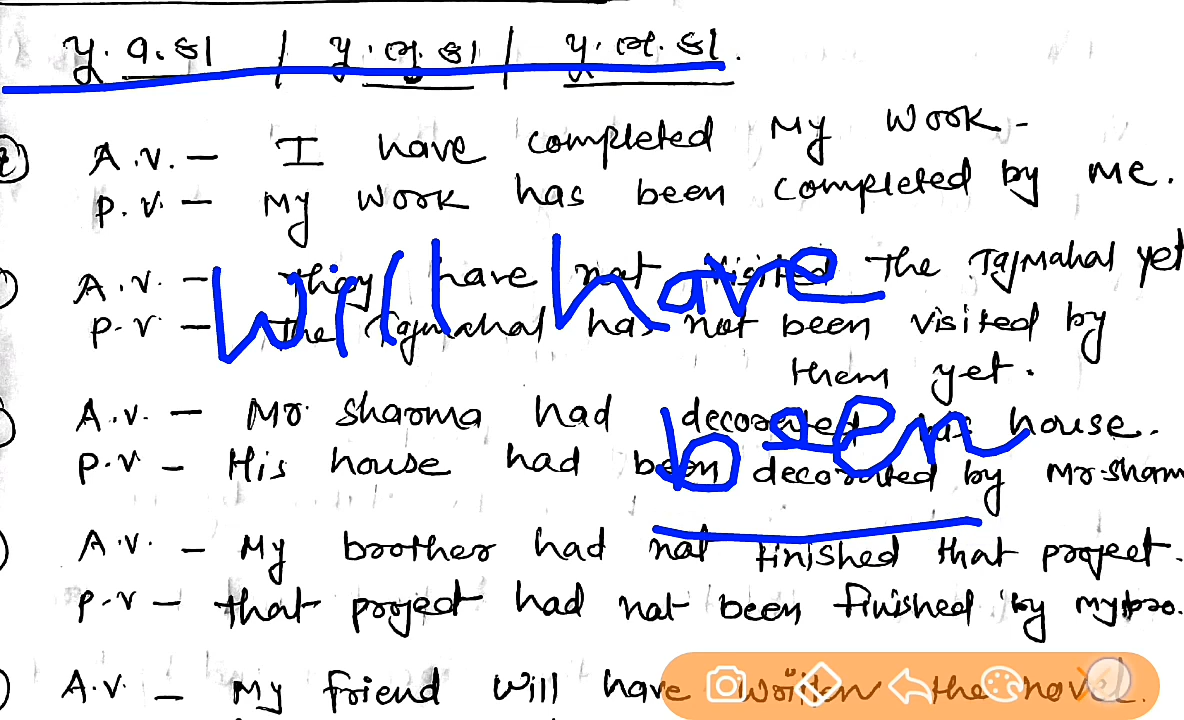 પૂ. વ. કા / પૂ. ભૂ. કા / પૂ. ભ. કા.
A.V. — I have completed My work -
P.V. — My work has been completed by me.
A.V. — They have not visited The Tajmahal yet
P.V — The Tajmahal has not been visited by
them yet.
will have
been
A.V. — Mr. Sharma had decorated his house.
P.V — His house had been decorated by Mr. Sharm
A.V. — My brother had not finished that project.
P.V — that project had not been finished by my bro.
A.V. — My friend will have written the novel.